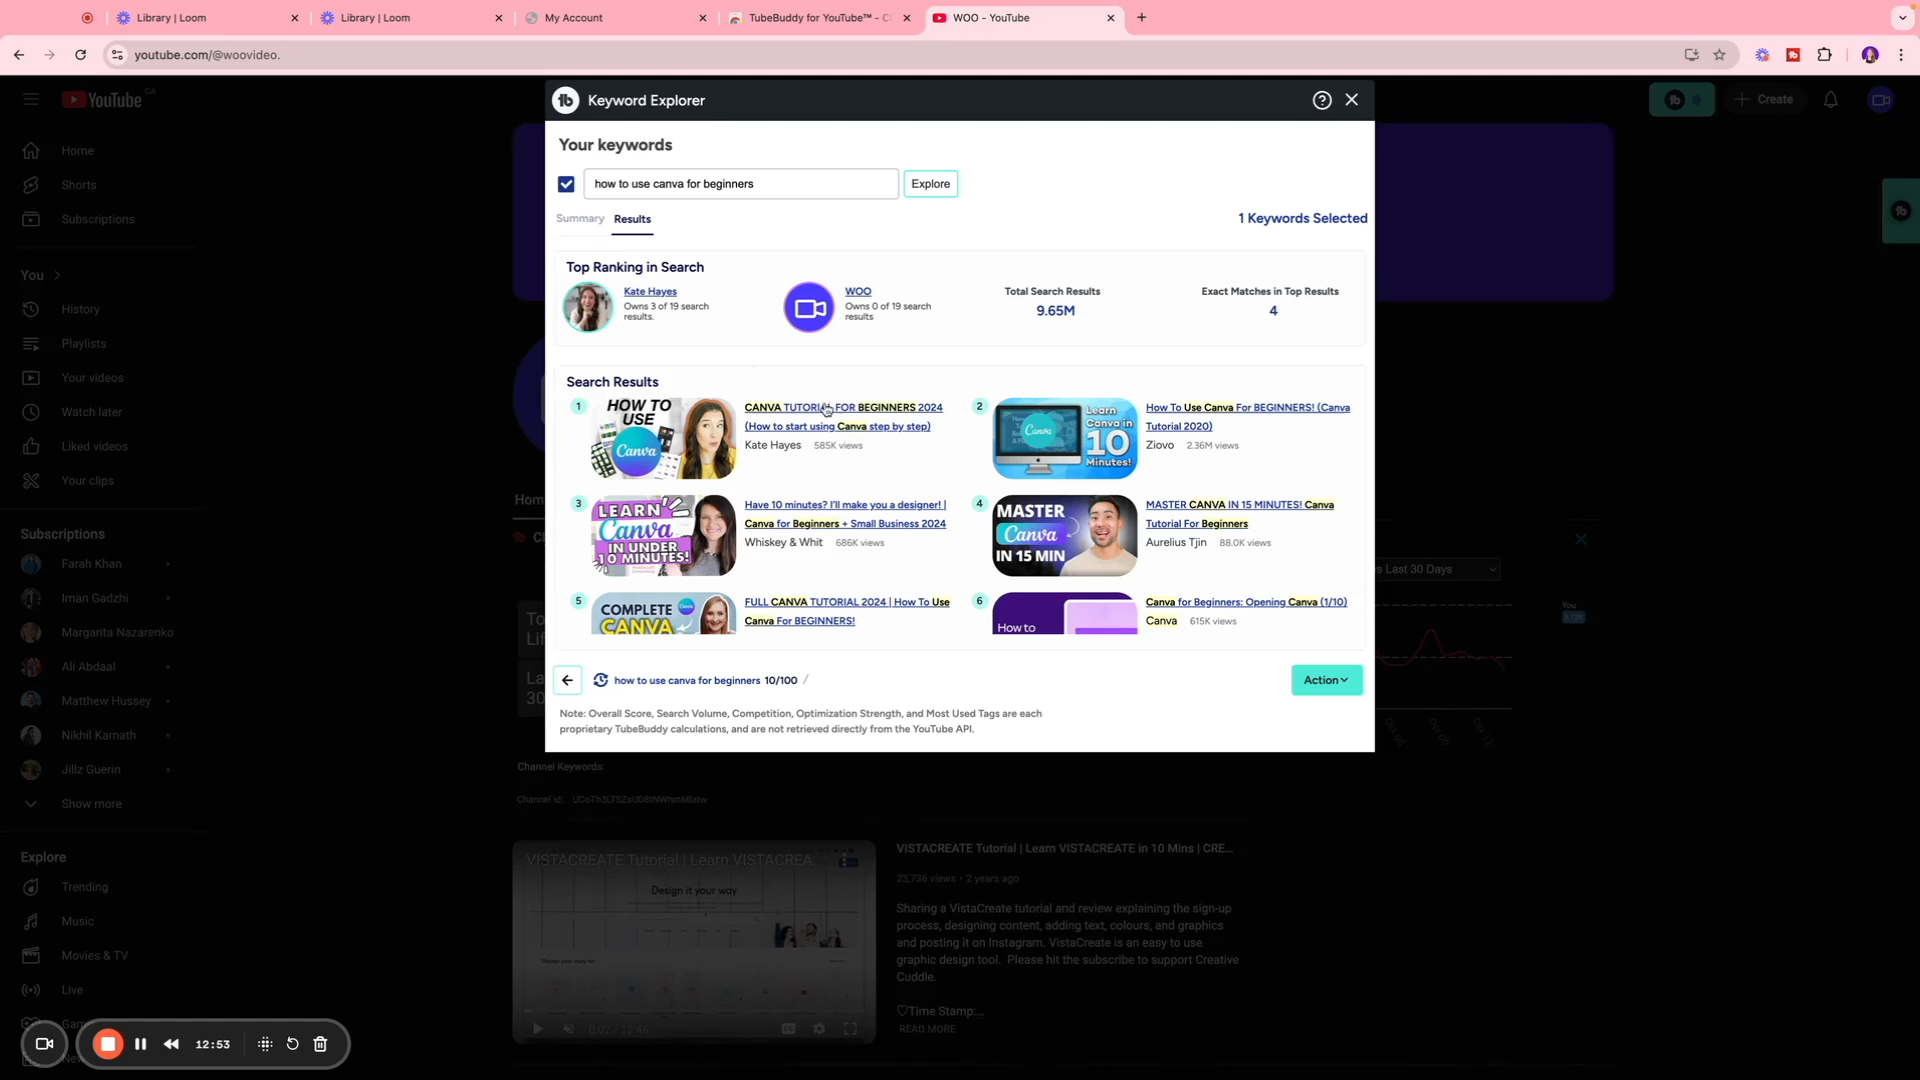 Library | Loom
Library | Loom
My Account
TubeBuddy for YouTube™ - C
WOO - YouTube
youtube.com/@woovideo.
YouTube
CA
Create
Home
Shorts
Subscriptions
You
History
Playlists
Your videos
Watch later
Liked videos
Your clips
Subscriptions
Farah Khan
Iman Gadzhi
Margarita Nazarenko
Ali Abdaal
Matthew Hussey
Nikhil Kamath
Jillz Guerin
Show more
Explore
Trending
Music
Movies & TV
Live
12:53
Keyword Explorer
Your keywords
how to use canva for beginners
Explore
Summary
Results
1 Keywords Selected
Top Ranking in Search
Kate Hayes
Owns 3 of 19 search
results.
WOO
Owns 0 of 19 search
results
Total Search Results
9.65M
Exact Matches in Top Results
4
Search Results
1
HOW TO
USE
Canva
CANVA TUTORIAL FOR BEGINNERS 2024
(How to start using Canva step by step)
Kate Hayes 585K views
2
Learn
Canva in
10
Minutes!
Canva
How To Use Canva For BEGINNERS! (Canva
Tutorial 2020)
Ziovo 2.36M views
3
LEARN
Canva
IN UNDER
10 MINUTES!
Have 10 minutes? I'll make you a designer! |
Canva for Beginners + Small Business 2024
Whiskey & Whit 686K views
4
MASTER
Canva
IN 15 MIN
MASTER CANVA IN 15 MINUTES! Canva
Tutorial For Beginners
Aurelius Tjin 88.0K views
5
COMPLETE
CANVA
FULL CANVA TUTORIAL 2024 | How To Use
Canva For BEGINNERS!
6
How to
Canva for Beginners: Opening Canva (1/10)
Canva 615K views
how to use canva for beginners 10/100 /
Action
Note: Overall Score, Search Volume, Competition, Optimization Strength, and Most Used Tags are each
proprietary TubeBuddy calculations, and are not retrieved directly from the YouTube API.
Last 30 Days
You
Channel Keywords:
Channel Id:
VISTACREATE Tutorial | Learn VISTACREA...
Design it your way
0:02 / 12:46
VISTACREATE Tutorial | Learn VISTACREATE in 10 Mins | CRE...
23,736 views • 2 years ago
Sharing a VistaCreate tutorial and review explaining the sign-up
process, designing content, adding text, colours, and graphics
and posting it on Instagram. VistaCreate is an easy to use
graphic design tool. Please hit the subscribe to support Creative
Cuddle.
♡Time Stamp:...
READ MORE